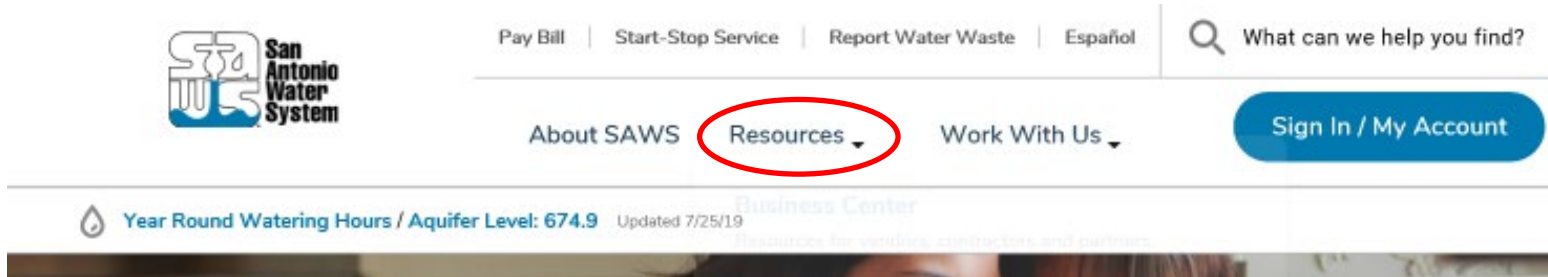 San
Antonio
Water
System
Pay Bill | Start-Stop Service | Report Water Waste | Español
What can we help you find?
About SAWS
Resources
Work With Us
Sign In / My Account
Year Round Watering Hours / Aquifer Level: 674.9 Updated 7/25/19
Business Center
Resources for vendors, contractors and partners.